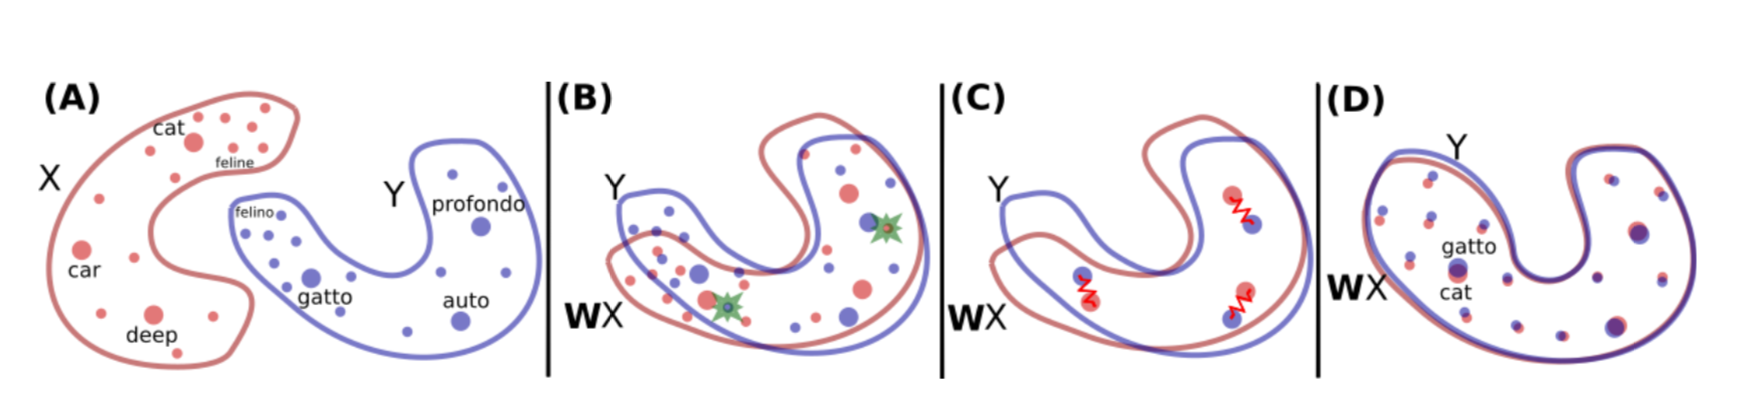 (A)
cat
feline
X
car
deep
Y
felino
profondo
gatto
auto
(B)
Y
WX
(C)
Y
WX
(D)
Y
gatto
WX
cat